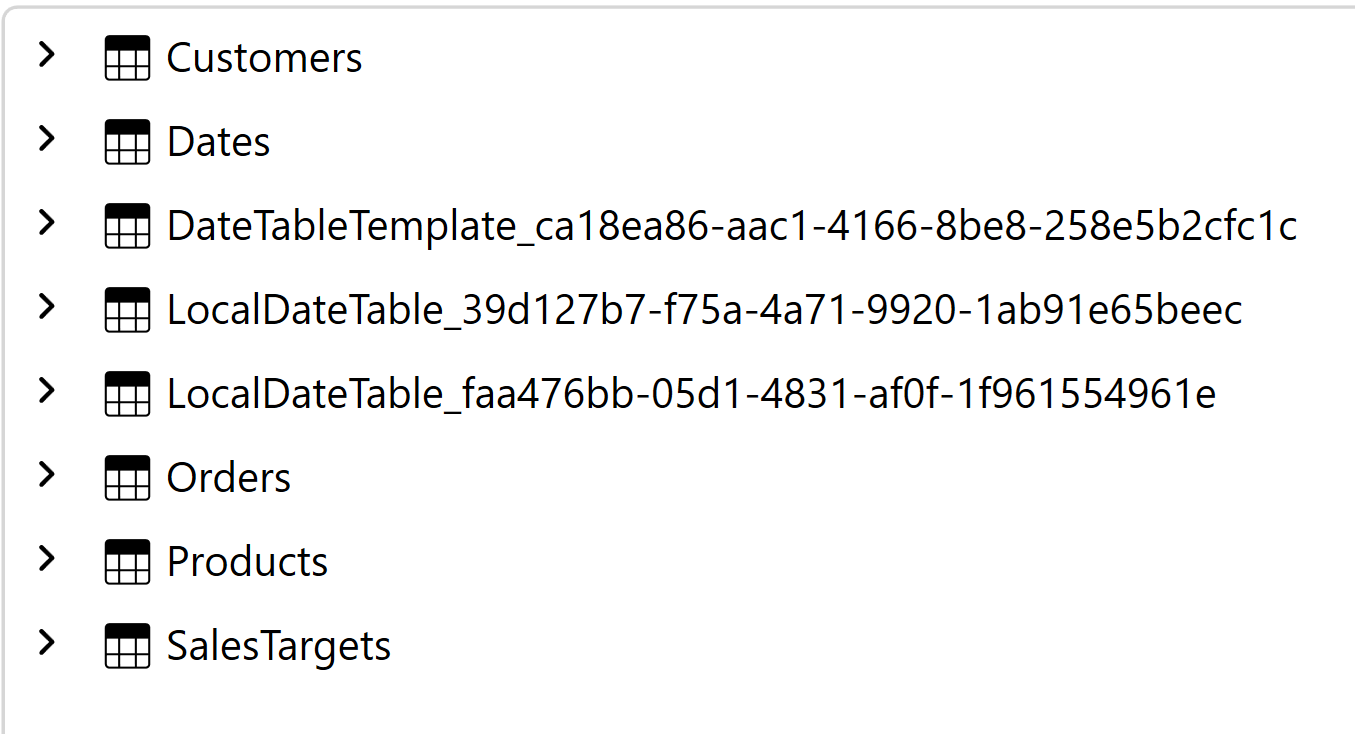 Customers
Dates
DateTableTemplate_ca18ea86-aac1-4166-8be8-258e5b2cfc1c
LocalDateTable_39d127b7-f75a-4a71-9920-1ab91e65beec
LocalDateTable_faa476bb-05d1-4831-af0f-1f961554961e
Orders
Products
SalesTargets